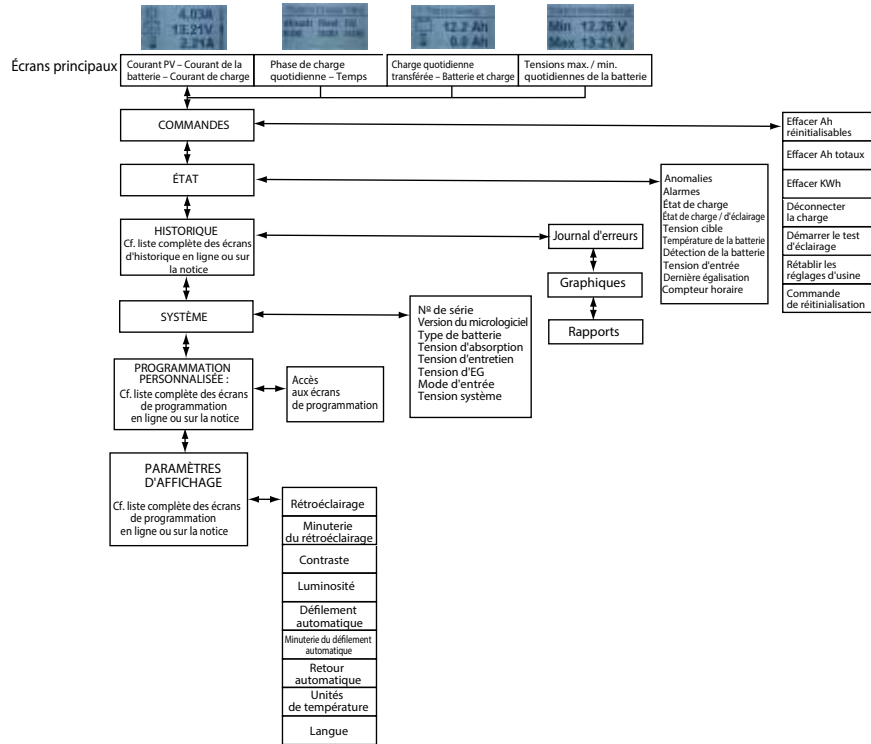 4.03A
13.21V
2.21A
12.2 Ah
0.0 Ah
Min 12.26 V
Max 13.21 V
Écrans principaux
Courant PV – Courant de la
batterie – Courant de charge
Phase de charge
quotidienne – Temps
Charge quotidienne
transférée – Batterie et charge
Tensions max. / min.
quotidiennes de la batterie
COMMANDES
Effacer Ah
réinitialisables
Effacer Ah totaux
Effacer KWh
Déconnecter
la charge
Démarrer le test
d'éclairage
Rétablir les
réglages d'usine
Commande
de réitinialisation
ÉTAT
Anomalies
Alarmes
État de charge
État de charge / d'éclairage
Tension cible
Température de la batterie
Détection de la batterie
Tension d'entrée
Dernière égalisation
Compteur horaire
HISTORIQUE
Cf. liste complète des écrans
d'historique en ligne ou sur
la notice
Journal d'erreurs
Graphiques
Rapports
SYSTÈME
Nº de série
Version du micrologiciel
Type de batterie
Tension d'absorption
Tension d'entretien
Tension d'EG
Mode d'entrée
Tension système
PROGRAMMATION
PERSONNALISÉE :
Cf. liste complète des écrans
de programmation
en ligne ou sur la notice
Accès
aux écrans
de programmation
PARAMÈTRES
D'AFFICHAGE
Cf. liste complète des écrans
de programmation
en ligne ou sur la notice
Rétroéclairage
Minuterie
du rétroéclairage
Contraste
Luminosité
Défilement
automatique
Minuterie du défilement
automatique
Retour
automatique
Unités
de température
Langue